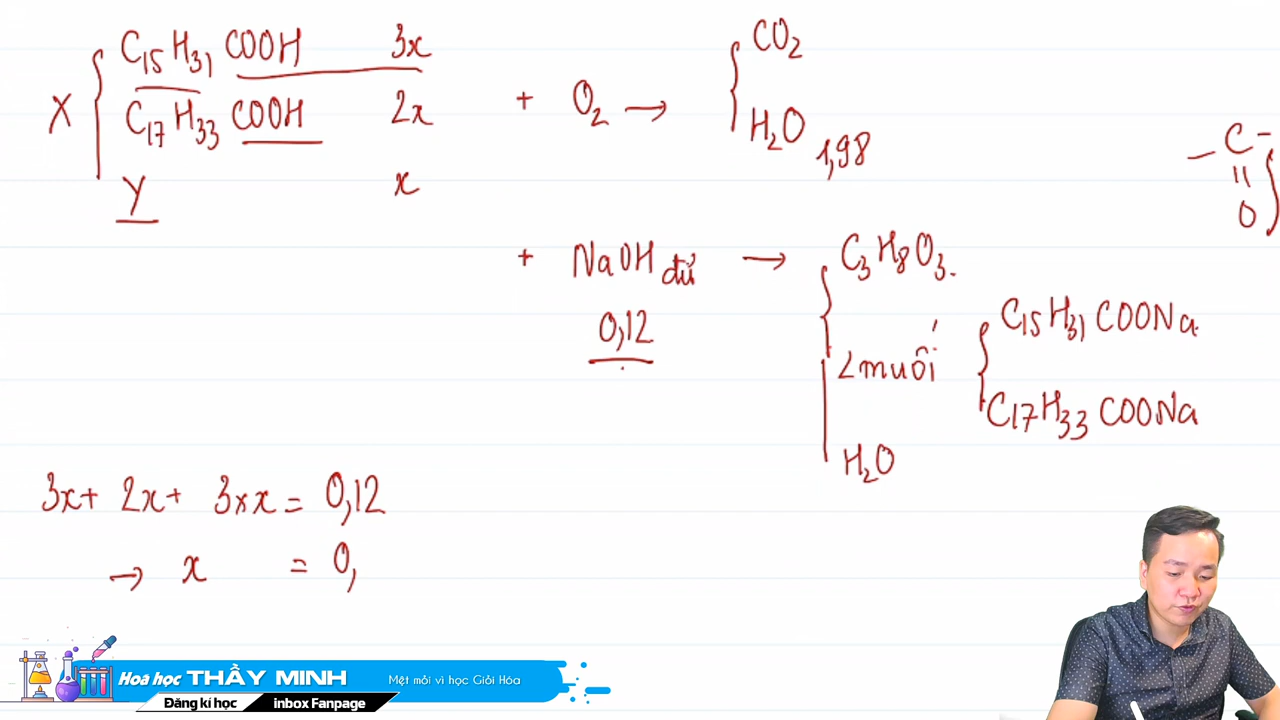 X { C15H31COOH 3x + O2 → { CO2
C17H33COOH 2x
H2O 1,98
Y x
- C -
||
O
+ NaOH đủ → { C3H8O3.
0,12
2 muối { C15H31COONa
C17H33COONa
H2O
3x+ 2x+ 3×x = 0,12
→ x = 0,
Hoá học THẦY MINH
Mệt mỏi vì học Giỏi Hóa
Đăng kí học
inbox Fanpage